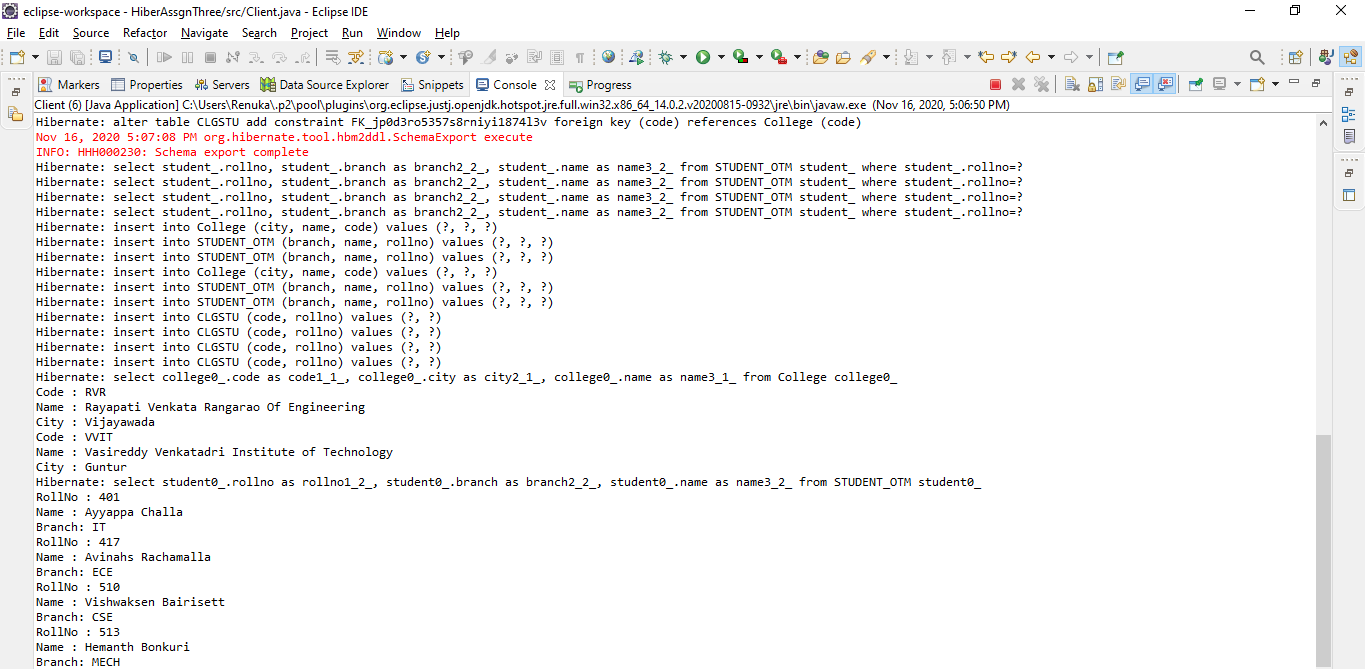 eclipse-workspace - HiberAssgnThree/src/Client.java - Eclipse IDE
File Edit Source Refactor Navigate Search Project Run Window Help
Markers Properties Servers Data Source Explorer Snippets Console Progress
Client (6) [Java Application] C:\Users\Renuka\.p2\pool\plugins\org.eclipse.justj.openjdk.hotspot.jre.full.win32.x86_64_14.0.2.v20200815-0932\jre\bin\javaw.exe (Nov 16, 2020, 5:06:50 PM)
Hibernate: alter table CLGSTU add constraint FK_jp0d3ro5357s8rniyi1874l3v foreign key (code) references College (code)
Nov 16, 2020 5:07:08 PM org.hibernate.tool.hbm2ddl.SchemaExport execute
INFO: HHH000230: Schema export complete
Hibernate: select student_.rollno, student_.branch as branch2_2_, student_.name as name3_2_ from STUDENT_OTM student_ where student_.rollno=?
Hibernate: select student_.rollno, student_.branch as branch2_2_, student_.name as name3_2_ from STUDENT_OTM student_ where student_.rollno=?
Hibernate: select student_.rollno, student_.branch as branch2_2_, student_.name as name3_2_ from STUDENT_OTM student_ where student_.rollno=?
Hibernate: select student_.rollno, student_.branch as branch2_2_, student_.name as name3_2_ from STUDENT_OTM student_ where student_.rollno=?
Hibernate: insert into College (city, name, code) values (?, ?, ?)
Hibernate: insert into STUDENT_OTM (branch, name, rollno) values (?, ?, ?)
Hibernate: insert into STUDENT_OTM (branch, name, rollno) values (?, ?, ?)
Hibernate: insert into College (city, name, code) values (?, ?, ?)
Hibernate: insert into STUDENT_OTM (branch, name, rollno) values (?, ?, ?)
Hibernate: insert into STUDENT_OTM (branch, name, rollno) values (?, ?, ?)
Hibernate: insert into CLGSTU (code, rollno) values (?, ?)
Hibernate: insert into CLGSTU (code, rollno) values (?, ?)
Hibernate: insert into CLGSTU (code, rollno) values (?, ?)
Hibernate: insert into CLGSTU (code, rollno) values (?, ?)
Hibernate: select college0_.code as code1_1_, college0_.city as city2_1_, college0_.name as name3_1_ from College college0_
Code : RVR
Name : Rayapati Venkata Rangarao Of Engineering
City : Vijayawada
Code : VVIT
Name : Vasireddy Venkatadri Institute of Technology
City : Guntur
Hibernate: select student0_.rollno as rollno1_2_, student0_.branch as branch2_2_, student0_.name as name3_2_ from STUDENT_OTM student0_
RollNo : 401
Name : Ayyappa Challa
Branch: IT
RollNo : 417
Name : Avinahs Rachamalla
Branch: ECE
RollNo : 510
Name : Vishwaksen Bairisett
Branch: CSE
RollNo : 513
Name : Hemanth Bonkuri
Branch: MECH